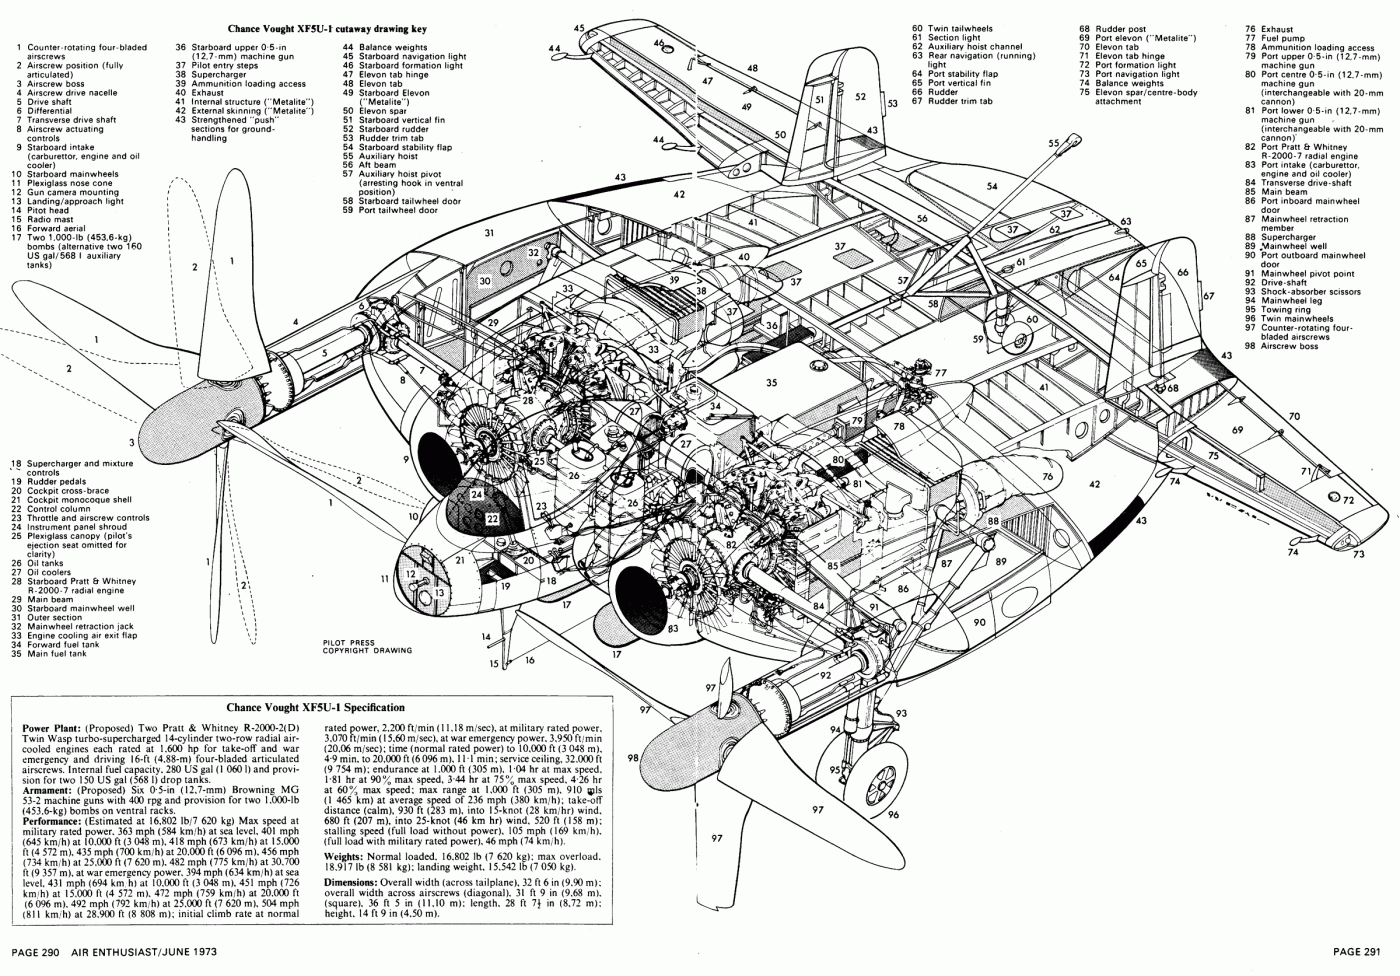 Chance Vought XF5U-1 cutaway drawing key
1 Counter-rotating four-bladed
airscrews
2 Airscrew position (fully
articulated)
3 Airscrew boss
4 Airscrew drive nacelle
5 Drive shaft
6 Differential
7 Transverse drive shaft
8 Airscrew actuating
controls
9 Starboard intake
(carburettor, engine and oil
cooler)
10 Starboard mainwheels
11 Plexiglass nose cone
12 Gun camera mounting
13 Landing/approach light
14 Pitot head
15 Radio mast
16 Forward aerial
17 Two 1,000-lb (453,6-kg)
bombs (alternative two 160
US gal/568 l auxiliary
tanks)
18 Supercharger and mixture
controls
19 Rudder pedals
20 Cockpit cross-brace
21 Cockpit monocoque shell
22 Control column
23 Throttle and airscrew controls
24 Instrument panel shroud
25 Plexiglass canopy (pilot's
ejection seat omitted for
clarity)
26 Oil tanks
27 Oil coolers
28 Starboard Pratt & Whitney
R-2000-7 radial engine
29 Main beam
30 Starboard mainwheel well
31 Outer section
32 Mainwheel retraction jack
33 Engine cooling air exit flap
34 Forward fuel tank
35 Main fuel tank
36 Starboard upper 0·5-in
(12,7-mm) machine gun
37 Pilot entry steps
38 Supercharger
39 Ammunition loading access
40 Exhaust
41 Internal structure ("Metalite")
42 External skinning ("Metalite")
43 Strengthened "push"
sections for ground-
handling
44 Balance weights
45 Starboard navigation light
46 Starboard formation light
47 Elevon tab hinge
48 Elevon tab
49 Starboard Elevon
("Metalite")
50 Elevon spar
51 Starboard vertical fin
52 Starboard rudder
53 Rudder trim tab
54 Starboard stability flap
55 Auxiliary hoist
56 Aft beam
57 Auxiliary hoist pivot
(arresting hook in ventral
position)
58 Starboard tailwheel door
59 Port tailwheel door
60 Twin tailwheels
61 Section light
62 Auxiliary hoist channel
63 Rear navigation (running)
light
64 Port stability flap
65 Port vertical fin
66 Rudder
67 Rudder trim tab
68 Rudder post
69 Port elevon ("Metalite")
70 Elevon tab
71 Elevon tab hinge
72 Port formation light
73 Port navigation light
74 Balance weights
75 Elevon spar/centre-body
attachment
76 Exhaust
77 Fuel pump
78 Ammunition loading access
79 Port upper 0·5-in (12,7-mm)
machine gun
80 Port centre 0·5-in (12,7-mm)
machine gun
(interchangeable with 20-mm
cannon)
81 Port lower 0·5-in (12,7-mm)
machine gun
(interchangeable with 20-mm
cannon)
82 Port Pratt & Whitney
R-2000-7 radial engine
83 Port intake (carburettor,
engine and oil cooler)
84 Transverse drive-shaft
85 Main beam
86 Port inboard mainwheel
door
87 Mainwheel retraction
member
88 Supercharger
89 Mainwheel well
90 Port outboard mainwheel
door
91 Mainwheel pivot point
92 Drive-shaft
93 Shock-absorber scissors
94 Mainwheel leg
95 Towing ring
96 Twin mainwheels
97 Counter-rotating four-
bladed airscrews
98 Airscrew boss
PILOT PRESS
COPYRIGHT DRAWING
Chance Vought XF5U-1 Specification
Power Plant: (Proposed) Two Pratt & Whitney R-2000-2(D)
Twin Wasp turbo-supercharged 14-cylinder two-row radial air-
cooled engines each rated at 1,600 hp for take-off and war
emergency and driving 16-ft (4,88-m) four-bladed articulated
airscrews. Internal fuel capacity, 280 US gal (1 060 l) and provi-
sion for two 150 US gal (568 l) drop tanks.
Armament: (Proposed) Six 0·5-in (12,7-mm) Browning MG
53-2 machine guns with 400 rpg and provision for two 1,000-lb
(453,6-kg) bombs on ventral racks.
Performance: (Estimated at 16,802 lb/7 620 kg) Max speed at
military rated power, 363 mph (584 km/h) at sea level, 401 mph
(645 km/h) at 10,000 ft (3 048 m), 418 mph (673 km/h) at 15,000
ft (4 572 m), 435 mph (700 km/h) at 20,000 ft (6 096 m), 456 mph
(734 km/h) at 25,000 ft (7 620 m), 482 mph (775 km/h) at 30,700
ft (9 357 m), at war emergency power, 394 mph (634 km/h) at sea
level, 431 mph (694 km h) at 10,000 ft (3 048 m), 451 mph (726
km/h) at 15,000 ft (4 572 m), 472 mph (759 km/h) at 20,000 ft
(6 096 m), 492 mph (792 km/h) at 25,000 ft (7 620 m), 504 mph
(811 km/h) at 28,900 ft (8 808 m); initial climb rate at normal
rated power, 2,200 ft/min (11,18 m/sec), at military rated power,
3,070 ft/min (15,60 m/sec), at war emergency power, 3,950 ft/min
(20,06 m/sec); time (normal rated power) to 10,000 ft (3 048 m),
4·9 min, to 20,000 ft (6 096 m), 11·1 min; service ceiling, 32,000 ft
(9 754 m); endurance at 1,000 ft (305 m), 1·04 hr at max speed,
1·81 hr at 90% max speed, 3·44 hr at 75% max speed, 4·26 hr
at 60% max speed; max range at 1,000 ft (305 m), 910 mls
(1 465 km) at average speed of 236 mph (380 km/h); take-off
distance (calm), 930 ft (283 m), into 15-knot (28 km/hr) wind,
680 ft (207 m), into 25-knot (46 km hr) wind, 520 ft (158 m);
stalling speed (full load without power), 105 mph (169 km/h),
(full load with military rated power), 46 mph (74 km/h).
Weights: Normal loaded, 16,802 lb (7 620 kg); max overload,
18,917 lb (8 581 kg); landing weight, 15,542 lb (7 050 kg).
Dimensions: Overall width (across tailplane), 32 ft 6 in (9,90 m);
overall width across airscrews (diagonal), 31 ft 9 in (9,68 m),
(square), 36 ft 5 in (11,10 m); length, 28 ft 7½ in (8,72 m);
height, 14 ft 9 in (4,50 m).
PAGE 290 AIR ENTHUSIAST/JUNE 1973
PAGE 291